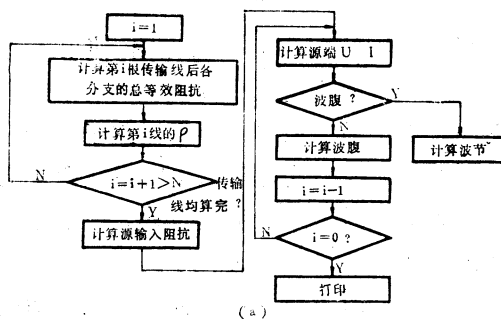 i=1
计算第i根传输线后各
分支的总等效阻抗
计算第i线的ρ
N
i=i+1>N
传输
线均算完?
Y
计算源输入阻抗
计算源端U I
波腹?
Y
N
计算波腹
计算波节
i=i-1
N
i=0?
Y
打印
(a)